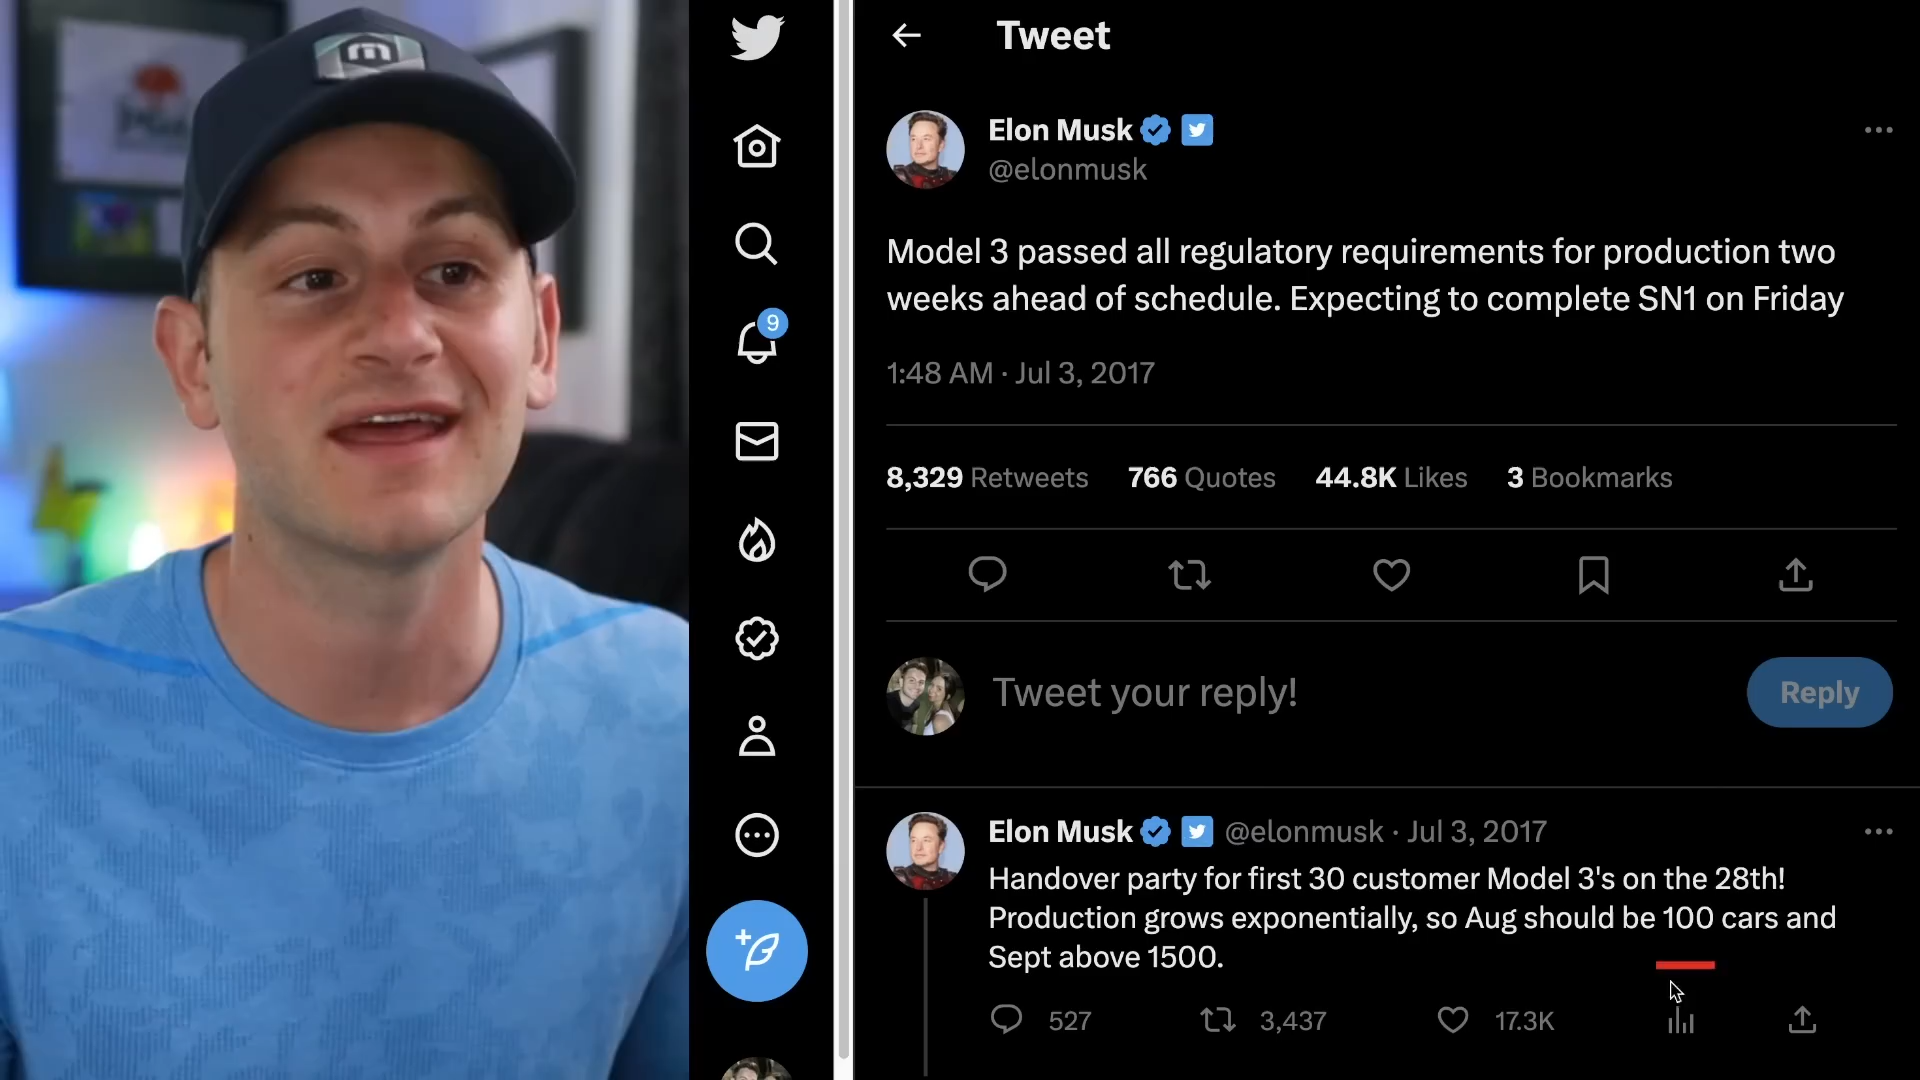 Tweet
Elon Musk
@elonmusk
Model 3 passed all regulatory requirements for production two
weeks ahead of schedule. Expecting to complete SN1 on Friday
1:48 AM · Jul 3, 2017
8,329 Retweets 766 Quotes 44.8K Likes 3 Bookmarks
Tweet your reply!
Reply
Elon Musk @elonmusk · Jul 3, 2017
Handover party for first 30 customer Model 3's on the 28th!
Production grows exponentially, so Aug should be 100 cars and
Sept above 1500.
527 3,437 17.3K
9